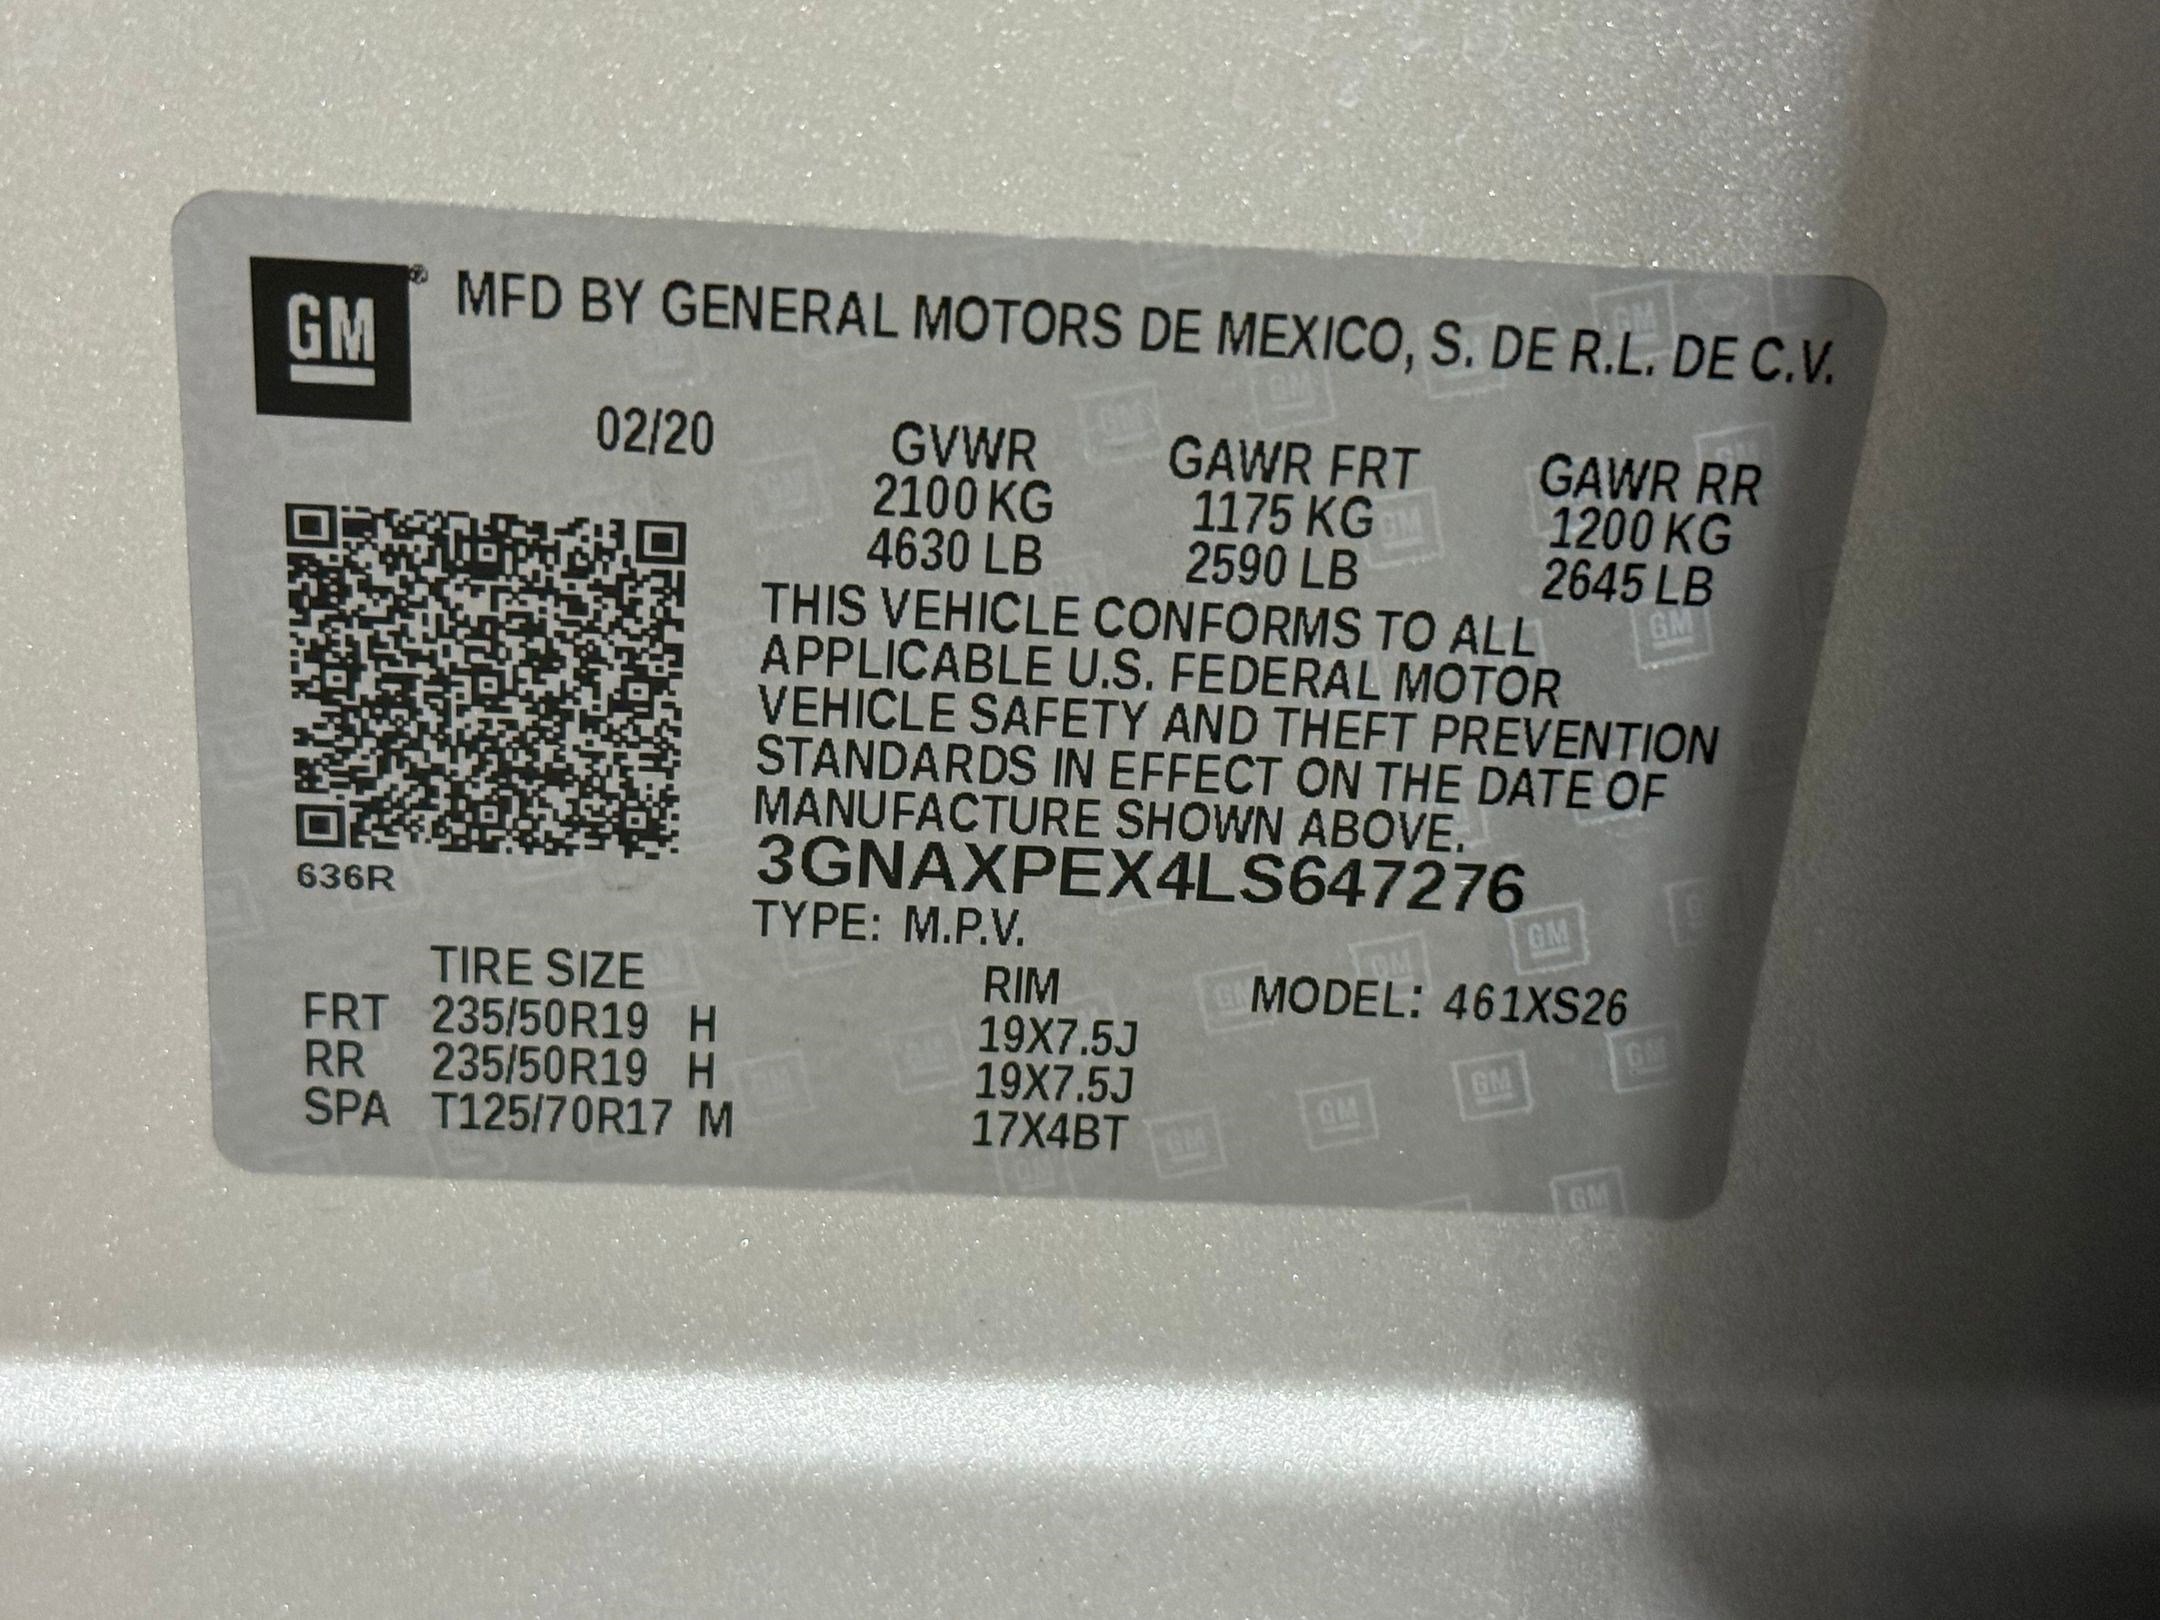 GM® MFD BY GENERAL MOTORS DE MEXICO, S. DE R.L. DE C.V.
02/20 GVWR GAWR FRT GAWR RR
2100 KG 1175 KG 1200 KG
4630 LB 2590 LB 2645 LB
THIS VEHICLE CONFORMS TO ALL
APPLICABLE U.S. FEDERAL MOTOR
VEHICLE SAFETY AND THEFT PREVENTION
STANDARDS IN EFFECT ON THE DATE OF
MANUFACTURE SHOWN ABOVE.
636R
3GNAXPEX4LS647276
TYPE: M.P.V.
TIRE SIZE RIM MODEL: 461XS26
FRT 235/50R19 H 19X7.5J
RR 235/50R19 H 19X7.5J
SPA T125/70R17 M 17X4BT